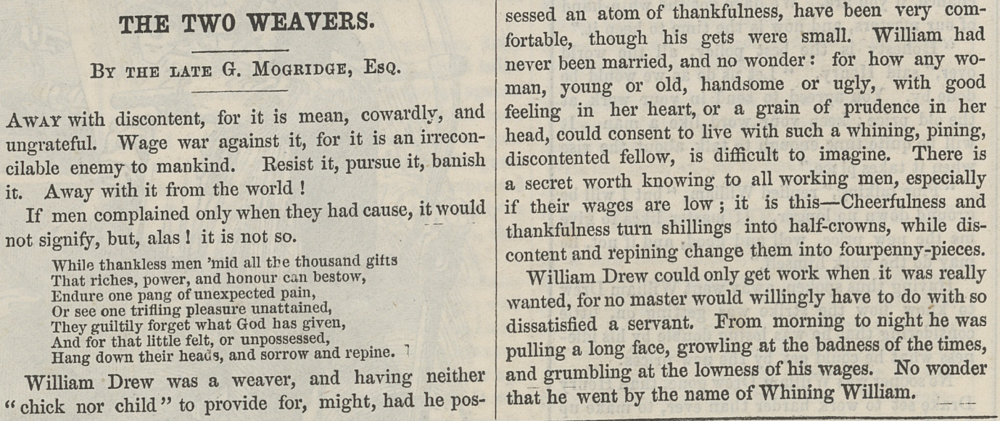 THE TWO WEAVERS.
BY THE LATE G. MOGRIDGE, ESQ.
AWAY with discontent, for it is mean, cowardly, and
ungrateful. Wage war against it, for it is an irrecon-
cilable enemy to mankind. Resist it, pursue it, banish
it. Away with it from the world !
If men complained only when they had cause, it would
not signify, but, alas ! it is not so.
While thankless men 'mid all the thousand gifts
That riches, power, and honour can bestow,
Endure one pang of unexpected pain,
Or see one trifling pleasure unattained,
They guiltily forget what God has given,
And for that little felt, or unpossessed,
Hang down their heads, and sorrow and repine.
William Drew was a weaver, and having neither
“ chick nor child ” to provide for, might, had he pos-
sessed an atom of thankfulness, have been very com-
fortable, though his gets were small. William had
never been married, and no wonder : for how any wo-
man, young or old, handsome or ugly, with good
feeling in her heart, or a grain of prudence in her
head, could consent to live with such a whining, pining,
discontented fellow, is difficult to imagine. There is
a secret worth knowing to all working men, especially
if their wages are low ; it is this—Cheerfulness and
thankfulness turn shillings into half-crowns, while dis-
content and repining change them into fourpenny-pieces.
William Drew could only get work when it was really
wanted, for no master would willingly have to do with so
dissatisfied a servant. From morning to night he was
pulling a long face, growling at the badness of the times,
and grumbling at the lowness of his wages. No wonder
that he went by the name of Whining William.